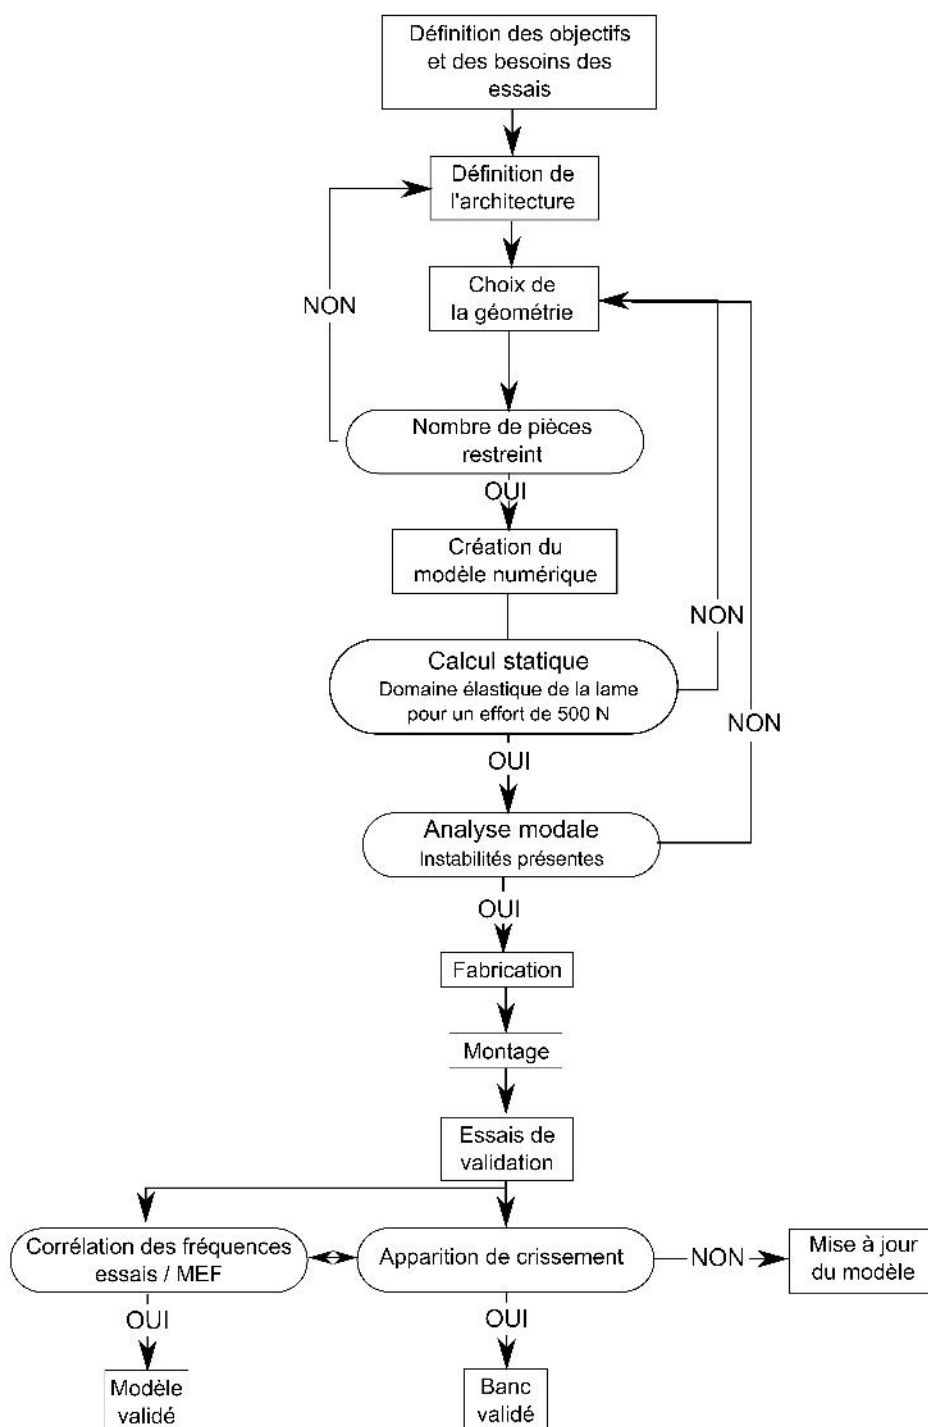 Définition des objectifs
et des besoins des
essais
Définition de
l'architecture
Choix de
la géométrie
NON
Nombre de pièces
restreint
OUI
Création du
modèle numérique
NON
Calcul statique
Domaine élastique de la lame
pour un effort de 500 N
NON
OUI
Analyse modale
Instabilités présentes
OUI
Fabrication
Montage
Essais de
validation
Corrélation des fréquences
essais / MEF
Apparition de crissement
NON
Mise à jour
du modèle
OUI
OUI
Modèle
validé
Banc
validé